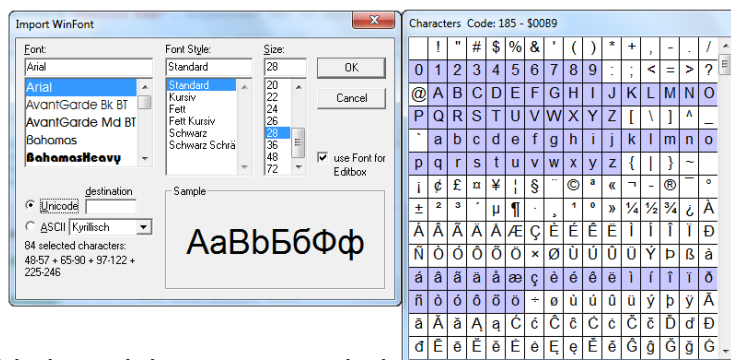 Import WinFont
Font:
Arial
Arial
AvantGarde Bk BT
AvantGarde Md BT
Bahamas
BahamasHeavy
Font Style:
Standard
Standard
Kursiv
Fett
Fett Kursiv
Schwarz
Schwarz Schrä
Size:
28
20
22
24
26
28
36
48
72
OK
Cancel
use Font for
Editbox
destination
Unicode
ASCII Kyrillisch
84 selected characters:
48-57 + 65-90 + 97-122 +
225-246
Sample
АаВbБбФф
Characters Code: 185 - $00B9
! " # $ % & ' ( ) * + , - . /
0 1 2 3 4 5 6 7 8 9 : ; < = > ?
@ A B C D E F G H I J K L M N O
P Q R S T U V W X Y Z [ \ ] ^ _
` a b c d e f g h i j k l m n o
p q r s t u v w x y z { | } ~
¡ ¢ £ ¤ ¥ ¦ § ¨ © ª « ¬ - ® ¯ °
± ² ³ ´ µ ¶ · ¸ ¹ º » ¼ ½ ¾ ¿ À
Á Â Ã Ä Å Æ Ç È É Ê Ë Ì Í Î Ï Ð
Ñ Ò Ó Ô Õ Ö × Ø Ù Ú Û Ü Ý Þ ß à
á â ã ä å æ ç è é ê ë ì í î ï ð
ñ ò ó ô õ ö ÷ ø ù ú û ü ý þ ÿ Ā
ā Ă ă Ą ą Ć ć Ĉ ĉ Ċ ċ Č č Ď ď Đ
đ Ē ē Ĕ ĕ Ė ė Ę ę Ě ě Ĝ ĝ Ğ ğ Ġ